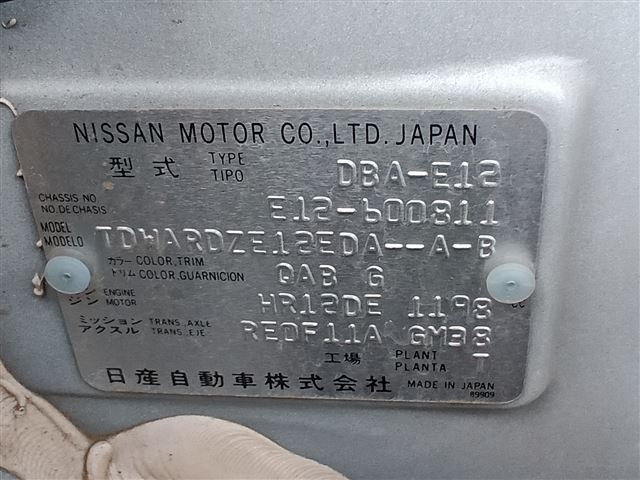 NISSAN MOTOR CO.,LTD. JAPAN
型式 TYPE TIPO DBA-E12
CHASSIS NO NO.DE CHASIS E12-600811
MODEL MODELO TDWARDZE12EDA--A-B
カラー COLOR,TRIM
トリム COLOR,GUARNICION QAB G
ジン ENGINE MOTOR HR12DE 1198 CC
ミッション TRANS.,AXLE
アクスル TRANS.,EJE RE0F11A GM38
工場 PLANT PLANTA T
日産自動車株式会社 MADE IN JAPAN
89909